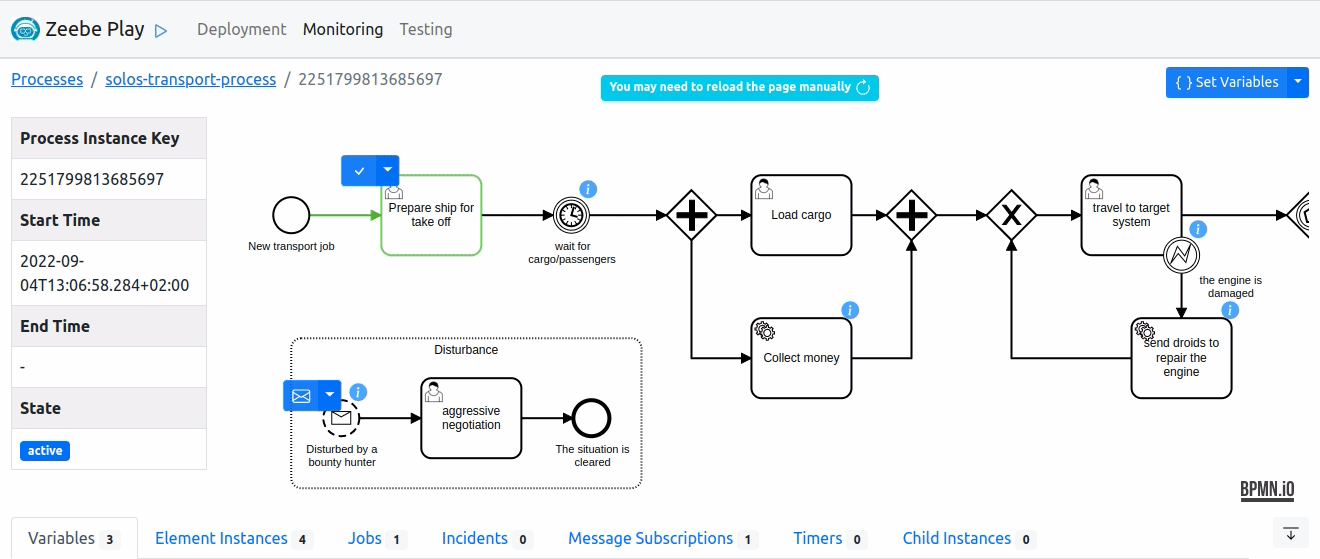 Zeebe Play Deployment Monitoring Testing
Processes / solos-transport-process / 2251799813685697
You may need to reload the page manually
{ } Set Variables
Process Instance Key
2251799813685697
Start Time
2022-09-
04T13:06:58.284+02:00
End Time
-
State
active
New transport job
Prepare ship for
take off
wait for
cargo/passengers
Load cargo
Collect money
X
travel to target
system
the engine is
damaged
send droids to
repair the
engine
Disturbance
Disturbed by a
bounty hunter
aggressive
negotiation
The situation is
cleared
BPMN.iO
Variables 3 Element Instances 4 Jobs 1 Incidents 0 Message Subscriptions 1 Timers 0 Child Instances 0